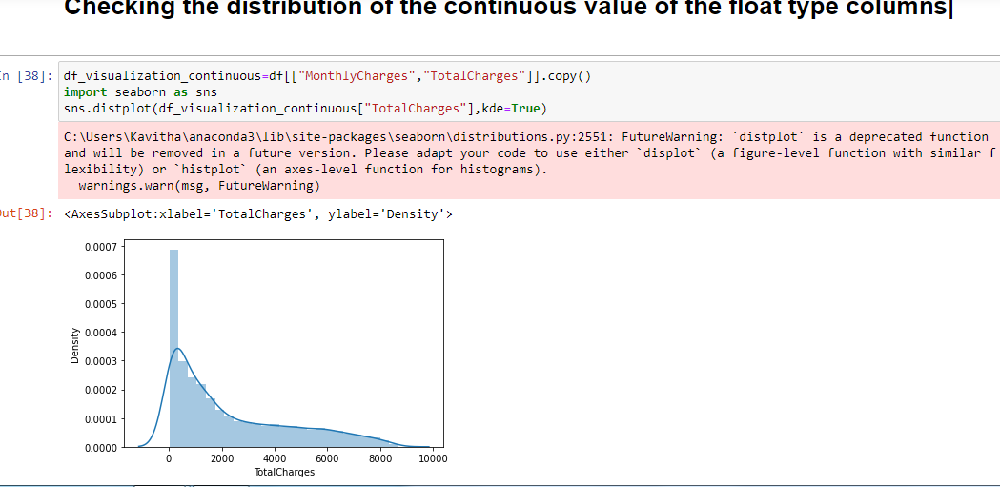 Checking the distribution of the continuous value of the float type columns
n [38]:
df_visualization_continuous=df[["MonthlyCharges","TotalCharges"]].copy()
import seaborn as sns
sns.distplot(df_visualization_continuous["TotalCharges"],kde=True)
C:\Users\Kavitha\anaconda3\lib\site-packages\seaborn\distributions.py:2551: FutureWarning: `distplot` is a deprecated function
and will be removed in a future version. Please adapt your code to use either `displot` (a figure-level function with similar f
lexibility) or `histplot` (an axes-level function for histograms).
warnings.warn(msg, FutureWarning)
ut[38]:
<AxesSubplot:xlabel='TotalCharges', ylabel='Density'>
0.0007
0.0006
0.0005
0.0004
0.0003
0.0002
0.0001
0.0000
Density
0 2000 4000 6000 8000 10000
TotalCharges